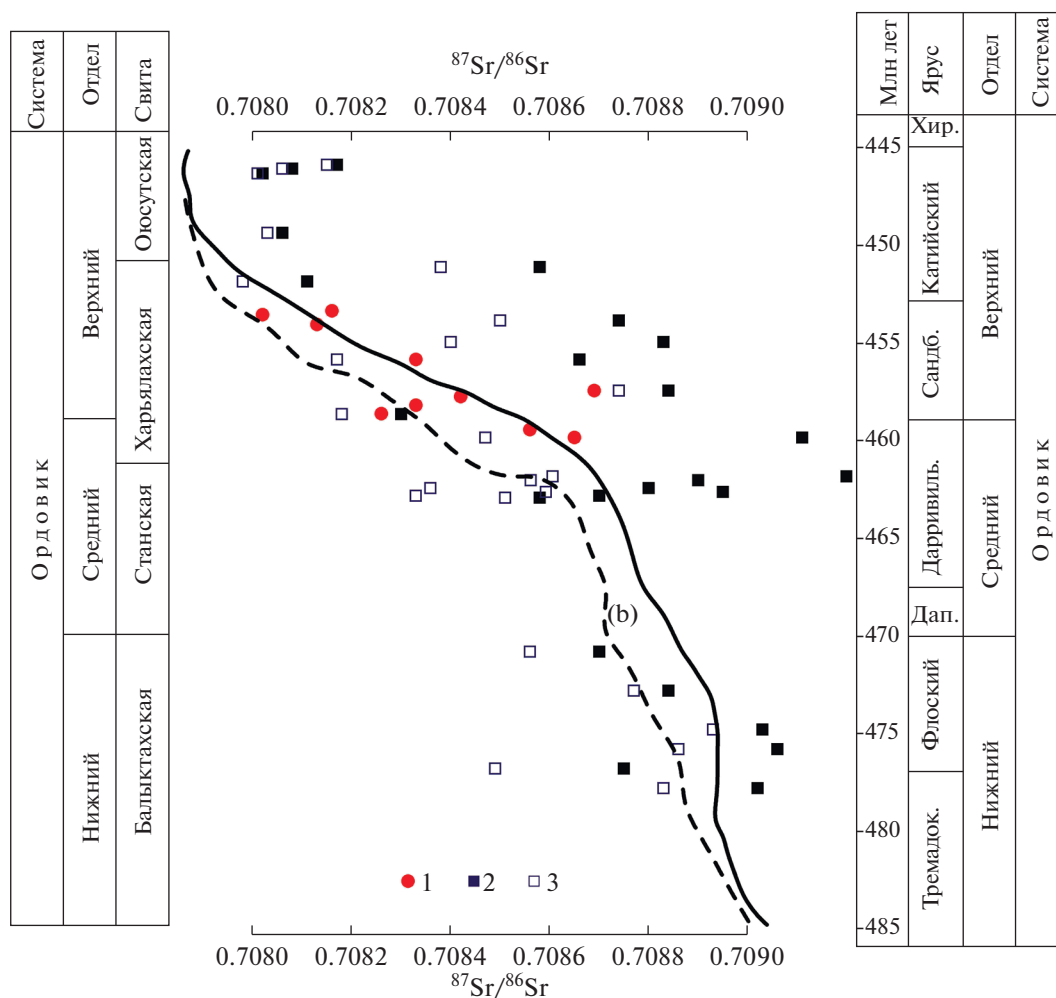 Система
Отдел
Свита
Ордовик
Верхний
Средний
Нижний
Оюсутская
Харьялахская
Станская
Балыктахская
⁸⁷Sr/⁸⁶Sr
0.7080 0.7082 0.7084 0.7086 0.7088 0.7090
(b)
1 2 3
0.7080 0.7082 0.7084 0.7086 0.7088 0.7090
⁸⁷Sr/⁸⁶Sr
Млн лет
Ярус
Отдел
Система
445
450
455
460
465
470
475
480
485
Хир.
Катийский
Сандб.
Дарривиль.
Дап.
Флоский
Тремадок.
Верхний
Средний
Нижний
Ордовик